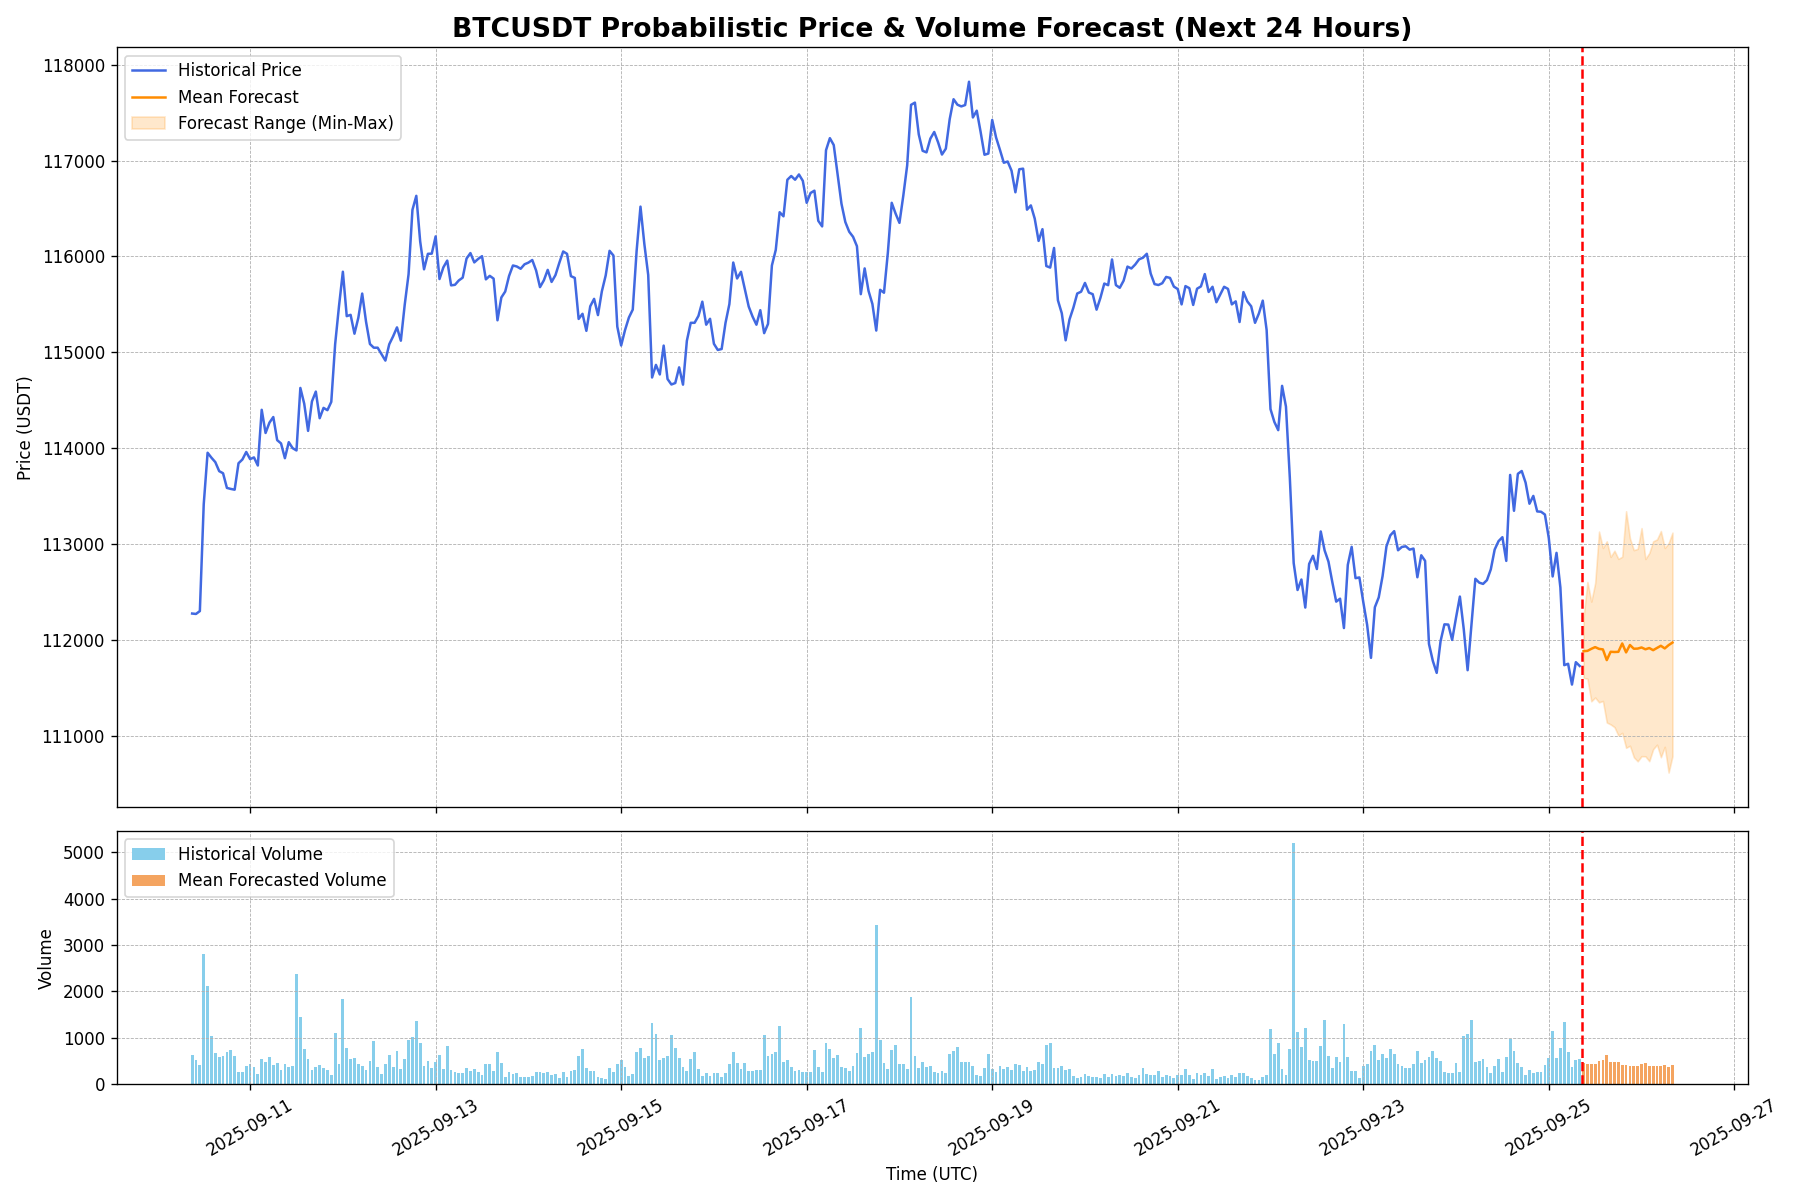 BTCUSDT Probabilistic Price & Volume Forecast (Next 24 Hours)
Historical Price
Mean Forecast
Forecast Range (Min-Max)
118000
117000
116000
115000
114000
113000
112000
111000
Price (USDT)
Historical Volume
Mean Forecasted Volume
5000
4000
3000
2000
1000
0
Volume
2025-09-11
2025-09-13
2025-09-15
2025-09-17
2025-09-19
2025-09-21
2025-09-23
2025-09-25
2025-09-27
Time (UTC)